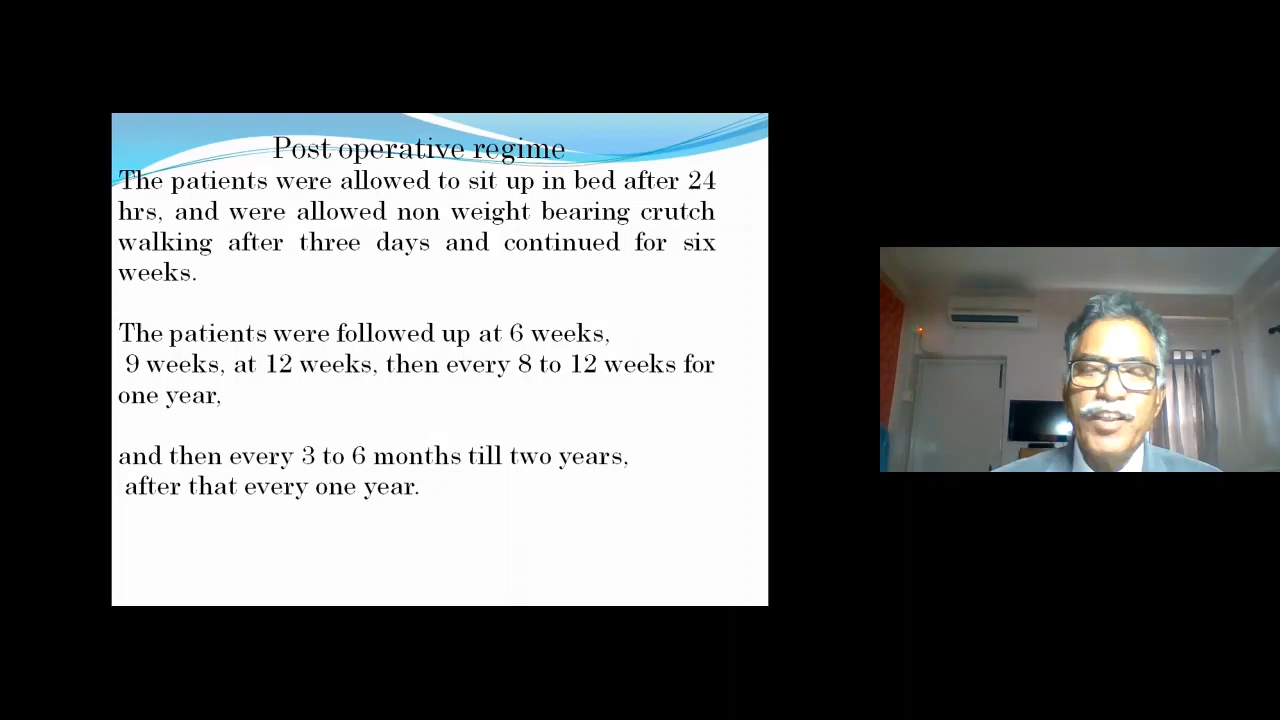 Post operative regime
The patients were allowed to sit up in bed after 24
hrs, and were allowed non weight bearing crutch
walking after three days and continued for six
weeks.
The patients were followed up at 6 weeks,
9 weeks, at 12 weeks, then every 8 to 12 weeks for
one year,
and then every 3 to 6 months till two years,
after that every one year.